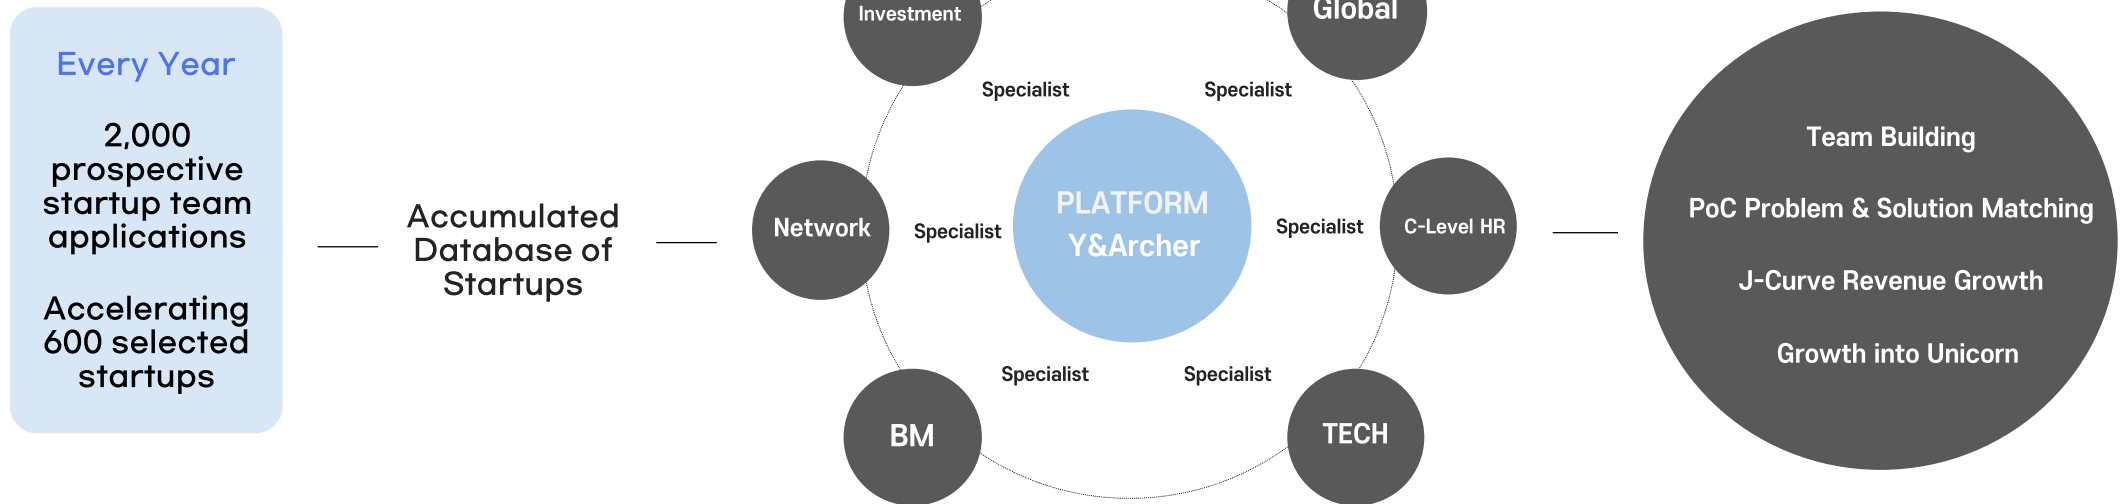 Every Year
2,000
prospective
startup team
applications
Accelerating
600 selected
startups
Accumulated
Database of
Startups
Investment
Global
Specialist
Specialist
Network
Specialist
PLATFORM
Y&Archer
Specialist
C-Level HR
Specialist
Specialist
BM
TECH
Team Building
PoC Problem & Solution Matching
J-Curve Revenue Growth
Growth into Unicorn